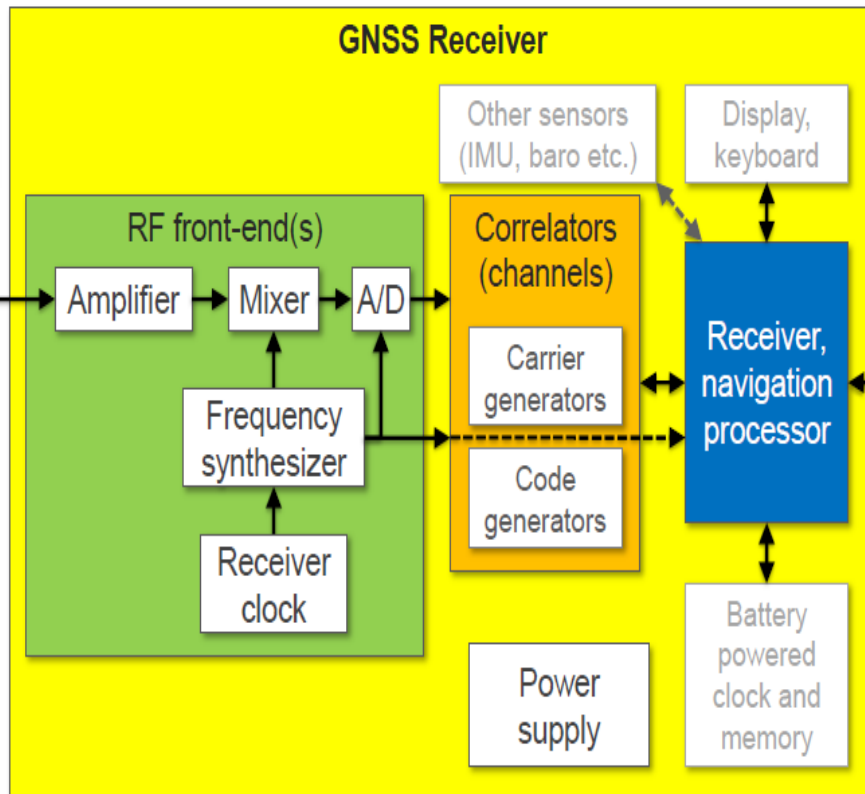 GNSS Receiver
Other sensors
(IMU, baro etc.)
Display,
keyboard
RF front-end(s)
Amplifier
Mixer
A/D
Frequency
synthesizer
Receiver
clock
Correlators
(channels)
Carrier
generators
Code
generators
Receiver,
navigation
processor
Power
supply
Battery
powered
clock and
memory